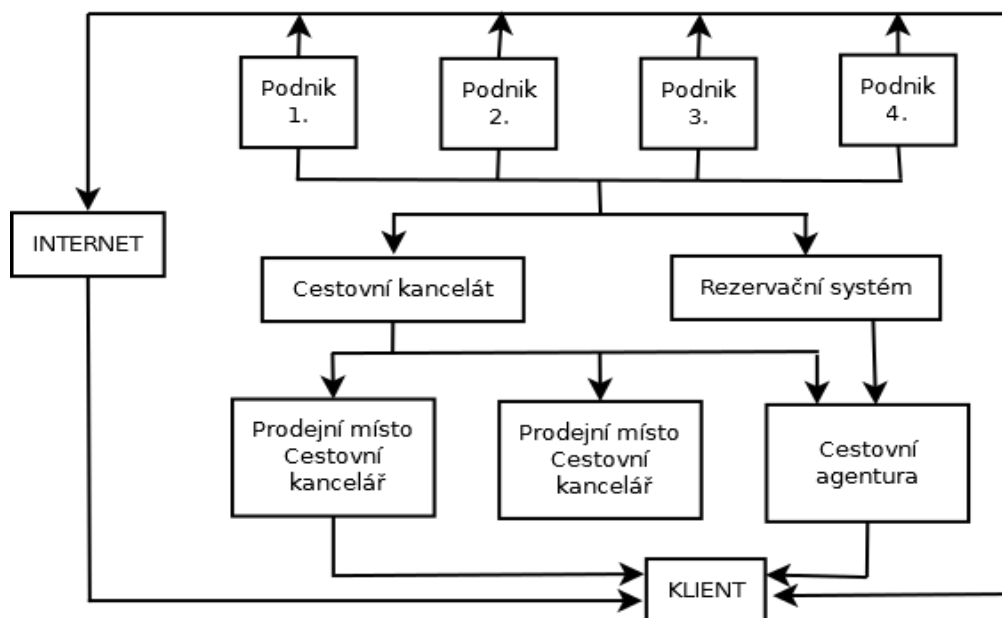 Podnik
1.
Podnik
2.
Podnik
3.
Podnik
4.
INTERNET
Cestovní kancelát
Rezervační systém
Prodejní místo
Cestovní
kancelář
Prodejní místo
Cestovní
kancelář
Cestovní
agentura
KLIENT